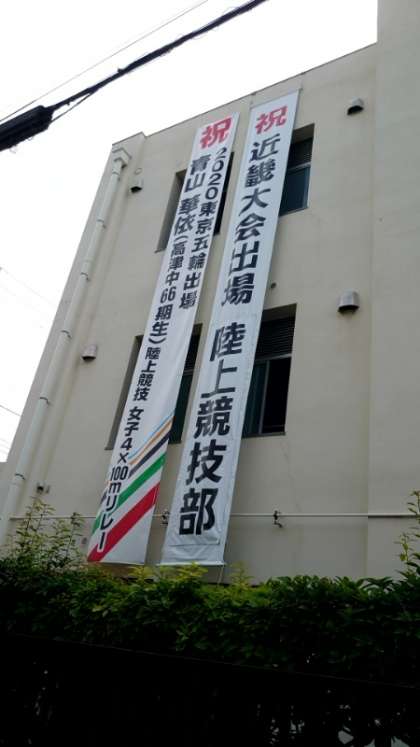 祝 近畿大会出場 陸上競技部
祝 2020東京五輪出場
青山 華依(高津中66期生) 陸上競技 女子4×100mリレー